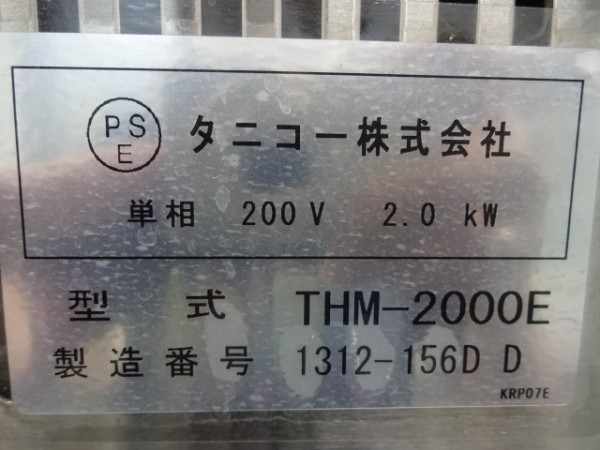 PS
E
タニコー株式会社
単相 200V 2.0 kW
型式 THM-2000E
製造番号 1312-156D D
KRP07E